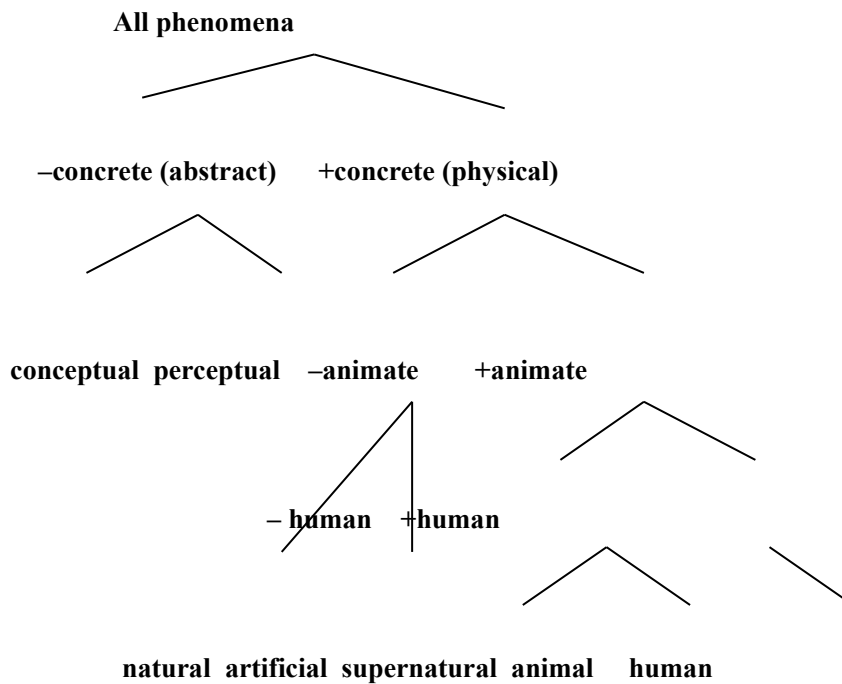 All phenomena
–concrete (abstract) +concrete (physical)
conceptual perceptual –animate +animate
– human +human
natural artificial supernatural animal human